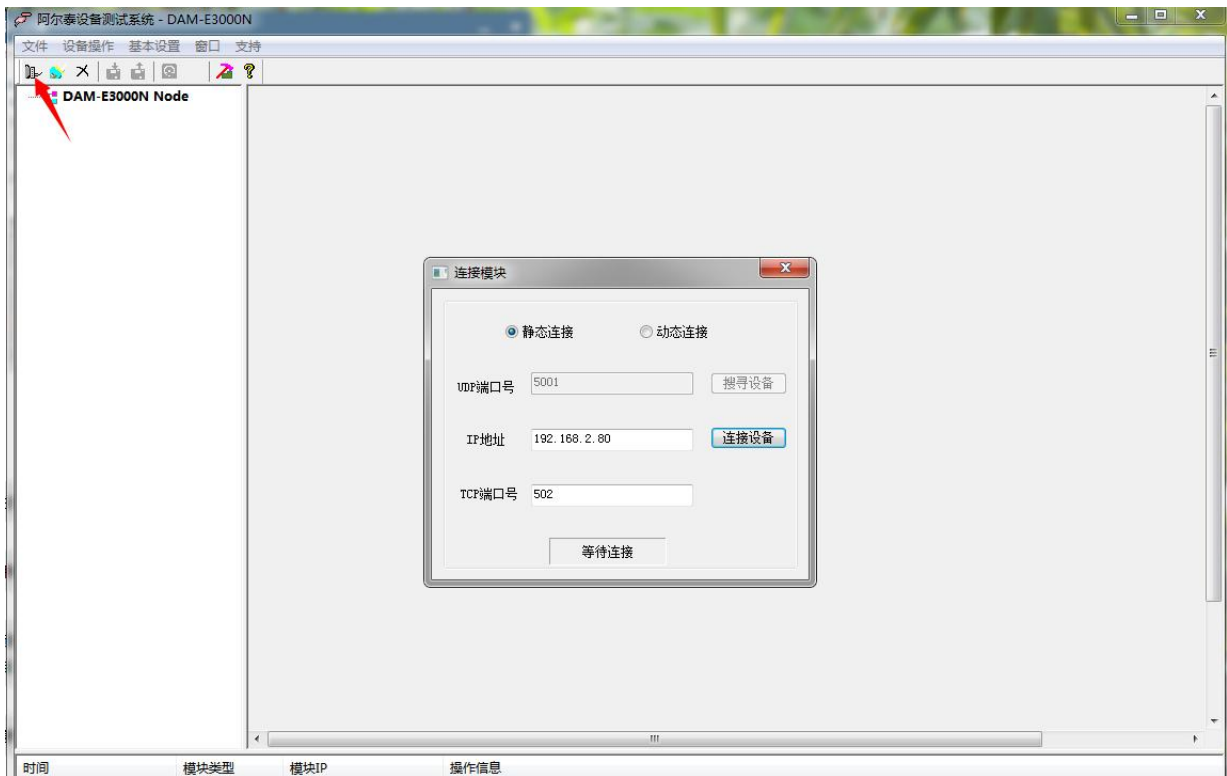 阿尔泰设备测试系统 - DAM-E3000N
文件 设备操作 基本设置 窗口 支持
DAM-E3000N Node
连接模块
静态连接 动态连接
UDP端口号 5001 搜寻设备
IP地址 192.168.2.80 连接设备
TCP端口号 502
等待连接
时间 模块类型 模块IP 操作信息